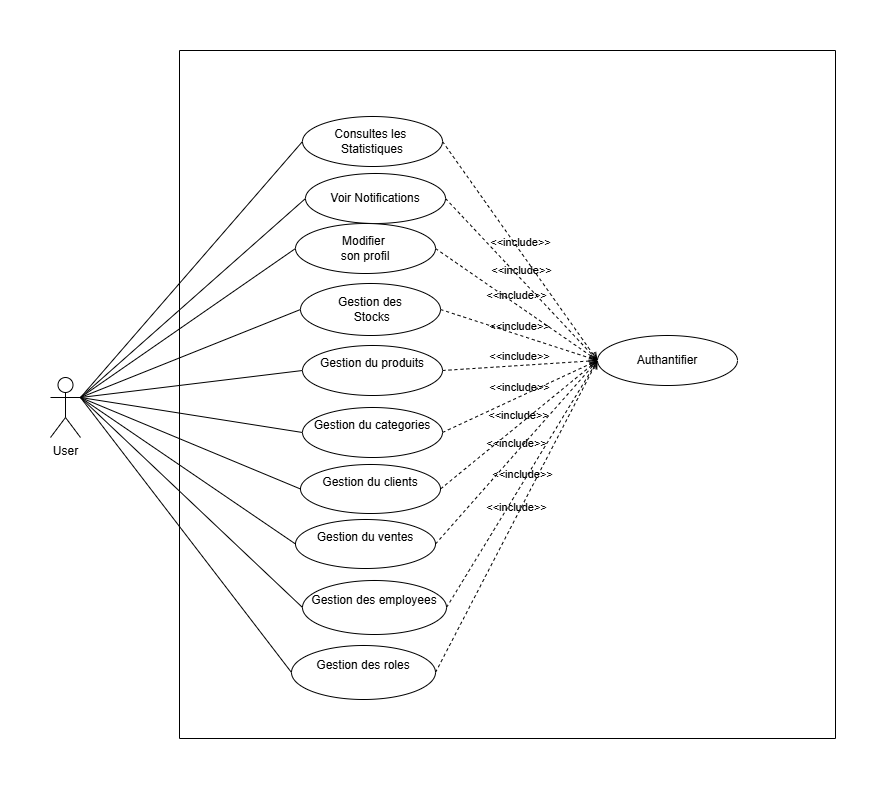 Consultes les
Statistiques
Voir Notifications
Modifier
son profil
Gestion des
Stocks
Gestion du produits
Gestion du categories
Gestion du clients
Gestion du ventes
Gestion des employees
Gestion des roles
<<include>>
<<include>>
<<include>>
<<include>>
<<include>>
<<include>>
<<include>>
<<include>>
<<include>>
<<include>>
Authantifier
User